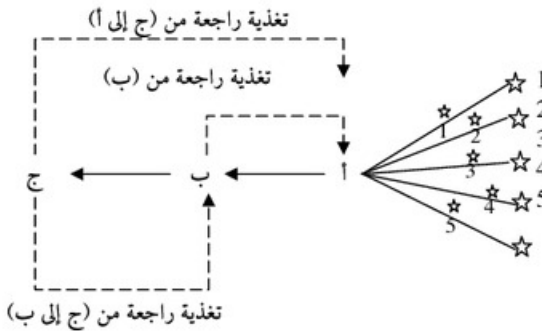 تغذية راجعة من (ج إلى أ)
تغذية راجعة من (ب)
1
2
3
4
5
1
2
3
4
5
أ
ب
ج
تغذية راجعة من (ج إلى ب)